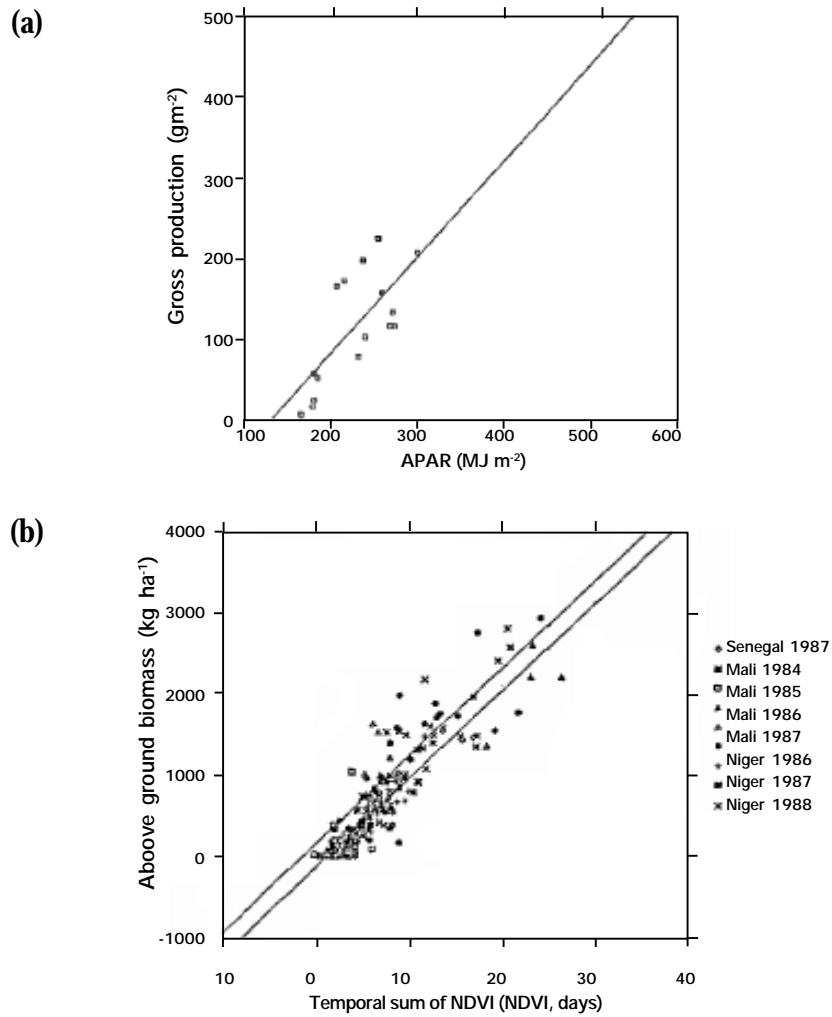 (a)
500
400
300
200
100
0
Gross production (gm-2)
100 200 300 400 500 600
APAR (MJ m-2)
(b)
4000
3000
2000
1000
0
-1000
Aboove ground biomass (kg ha-1)
10 0 10 20 30 40
Temporal sum of NDVI (NDVI, days)
Senegal 1987
Mali 1984
Mali 1985
Mali 1986
Mali 1987
Niger 1986
Niger 1987
Niger 1988